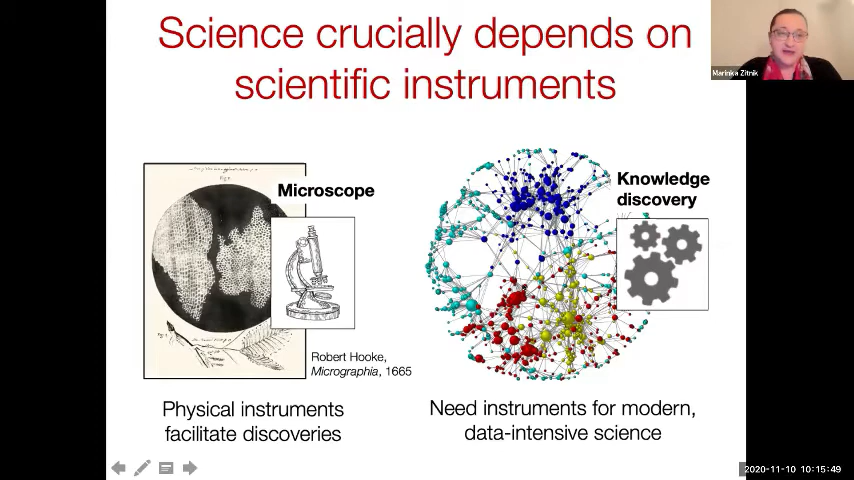 Science crucially depends on
scientific instruments
Marinka Zitnik
Microscope
Robert Hooke,
Micrographia, 1665
Physical instruments
facilitate discoveries
Knowledge
discovery
Need instruments for modern,
data-intensive science
2020-11-10 10:15:49